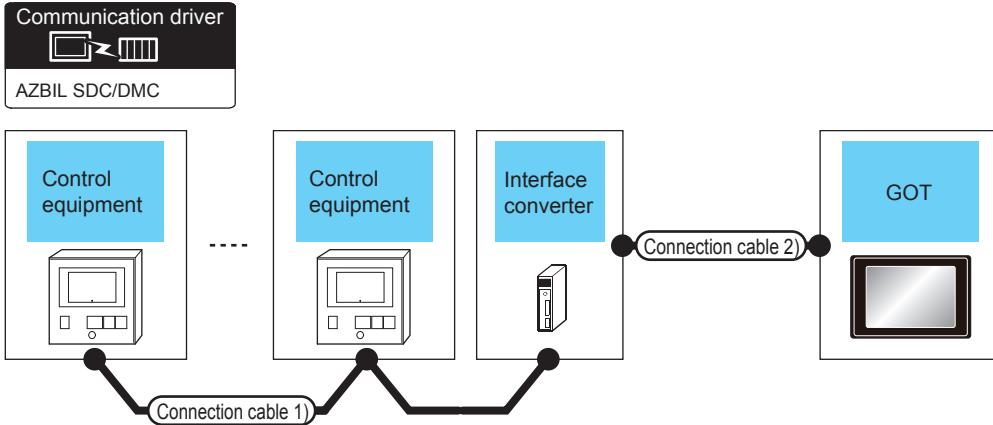 Communication driver
AZBIL SDC/DMC
Control
equipment
Control
equipment
Interface
converter
GOT
Connection cable 2)
Connection cable 1)